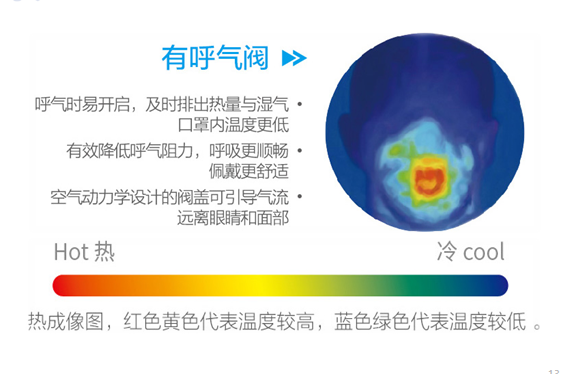 有呼气阀
呼气时易开启，及时排出热量与湿气 •
口罩内温度更低
有效降低呼气阻力，呼吸更顺畅 •
佩戴更舒适
空气动力学设计的阀盖可引导气流 •
远离眼睛和面部
Hot 热
冷 cool
热成像图，红色黄色代表温度较高，蓝色绿色代表温度较低 。